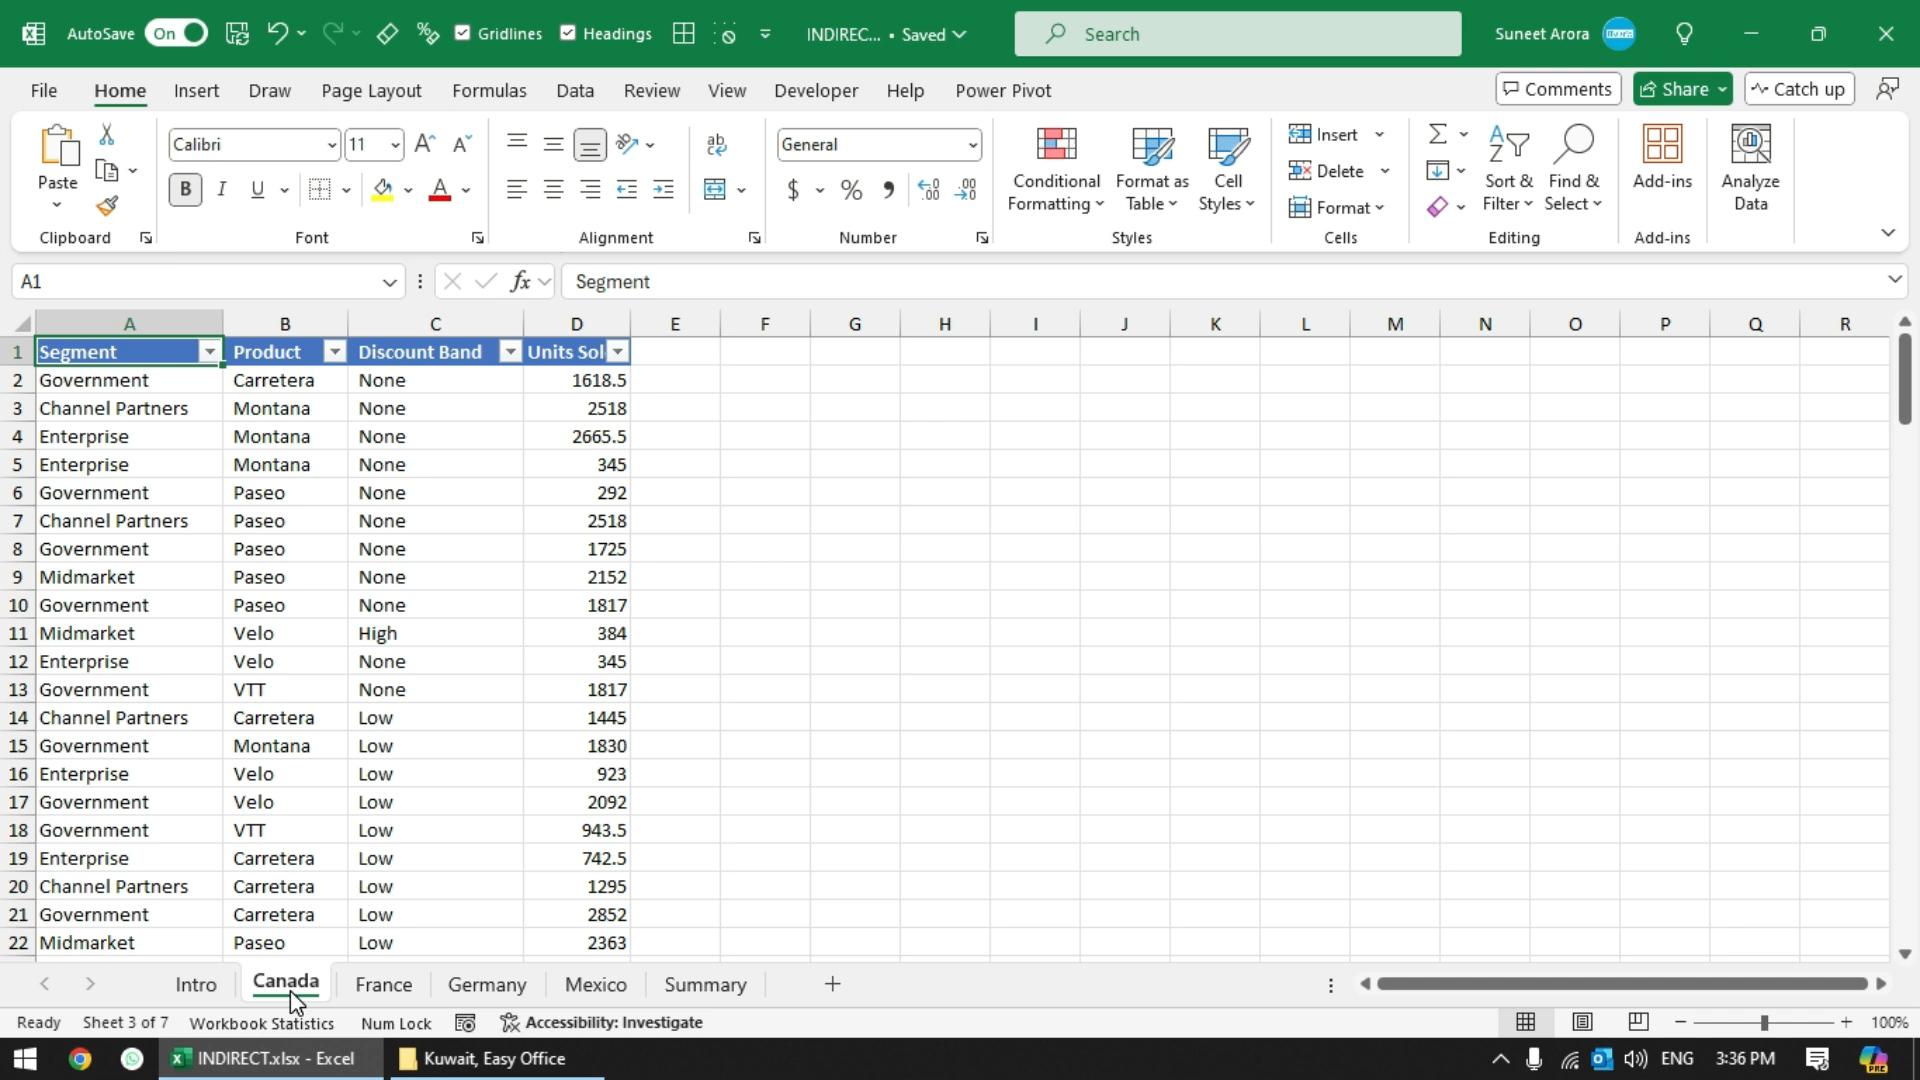 AutoSave On Gridlines Headings INDIREC... • Saved Search Suneet Arora
File Home Insert Draw Page Layout Formulas Data Review View Developer Help Power Pivot Comments Share Catch up
Paste
Clipboard
Calibri 11
B I U A
Font
ab
Alignment
General
$ % 9
Number
Conditional Formatting
Format as Table
Cell Styles
Styles
Insert
Delete
Format
Cells
Sort & Filter
Find & Select
Editing
Add-ins
Add-ins
Analyze Data
A1 fx Segment
A B C D E F G H I J K L M N O P Q R
1 Segment Product Discount Band Units Sol
2 Government Carretera None 1618.5
3 Channel Partners Montana None 2518
4 Enterprise Montana None 2665.5
5 Enterprise Montana None 345
6 Government Paseo None 292
7 Channel Partners Paseo None 2518
8 Government Paseo None 1725
9 Midmarket Paseo None 2152
10 Government Paseo None 1817
11 Midmarket Velo High 384
12 Enterprise Velo None 345
13 Government VTT None 1817
14 Channel Partners Carretera Low 1445
15 Government Montana Low 1830
16 Enterprise Velo Low 923
17 Government Velo Low 2092
18 Government VTT Low 943.5
19 Enterprise Carretera Low 742.5
20 Channel Partners Carretera Low 1295
21 Government Carretera Low 2852
22 Midmarket Paseo Low 2363
Intro Canada France Germany Mexico Summary
Ready Sheet 3 of 7 Workbook Statistics Num Lock Accessibility: Investigate 100%
INDIRECT.xlsx - Excel Kuwait, Easy Office ENG 3:36 PM